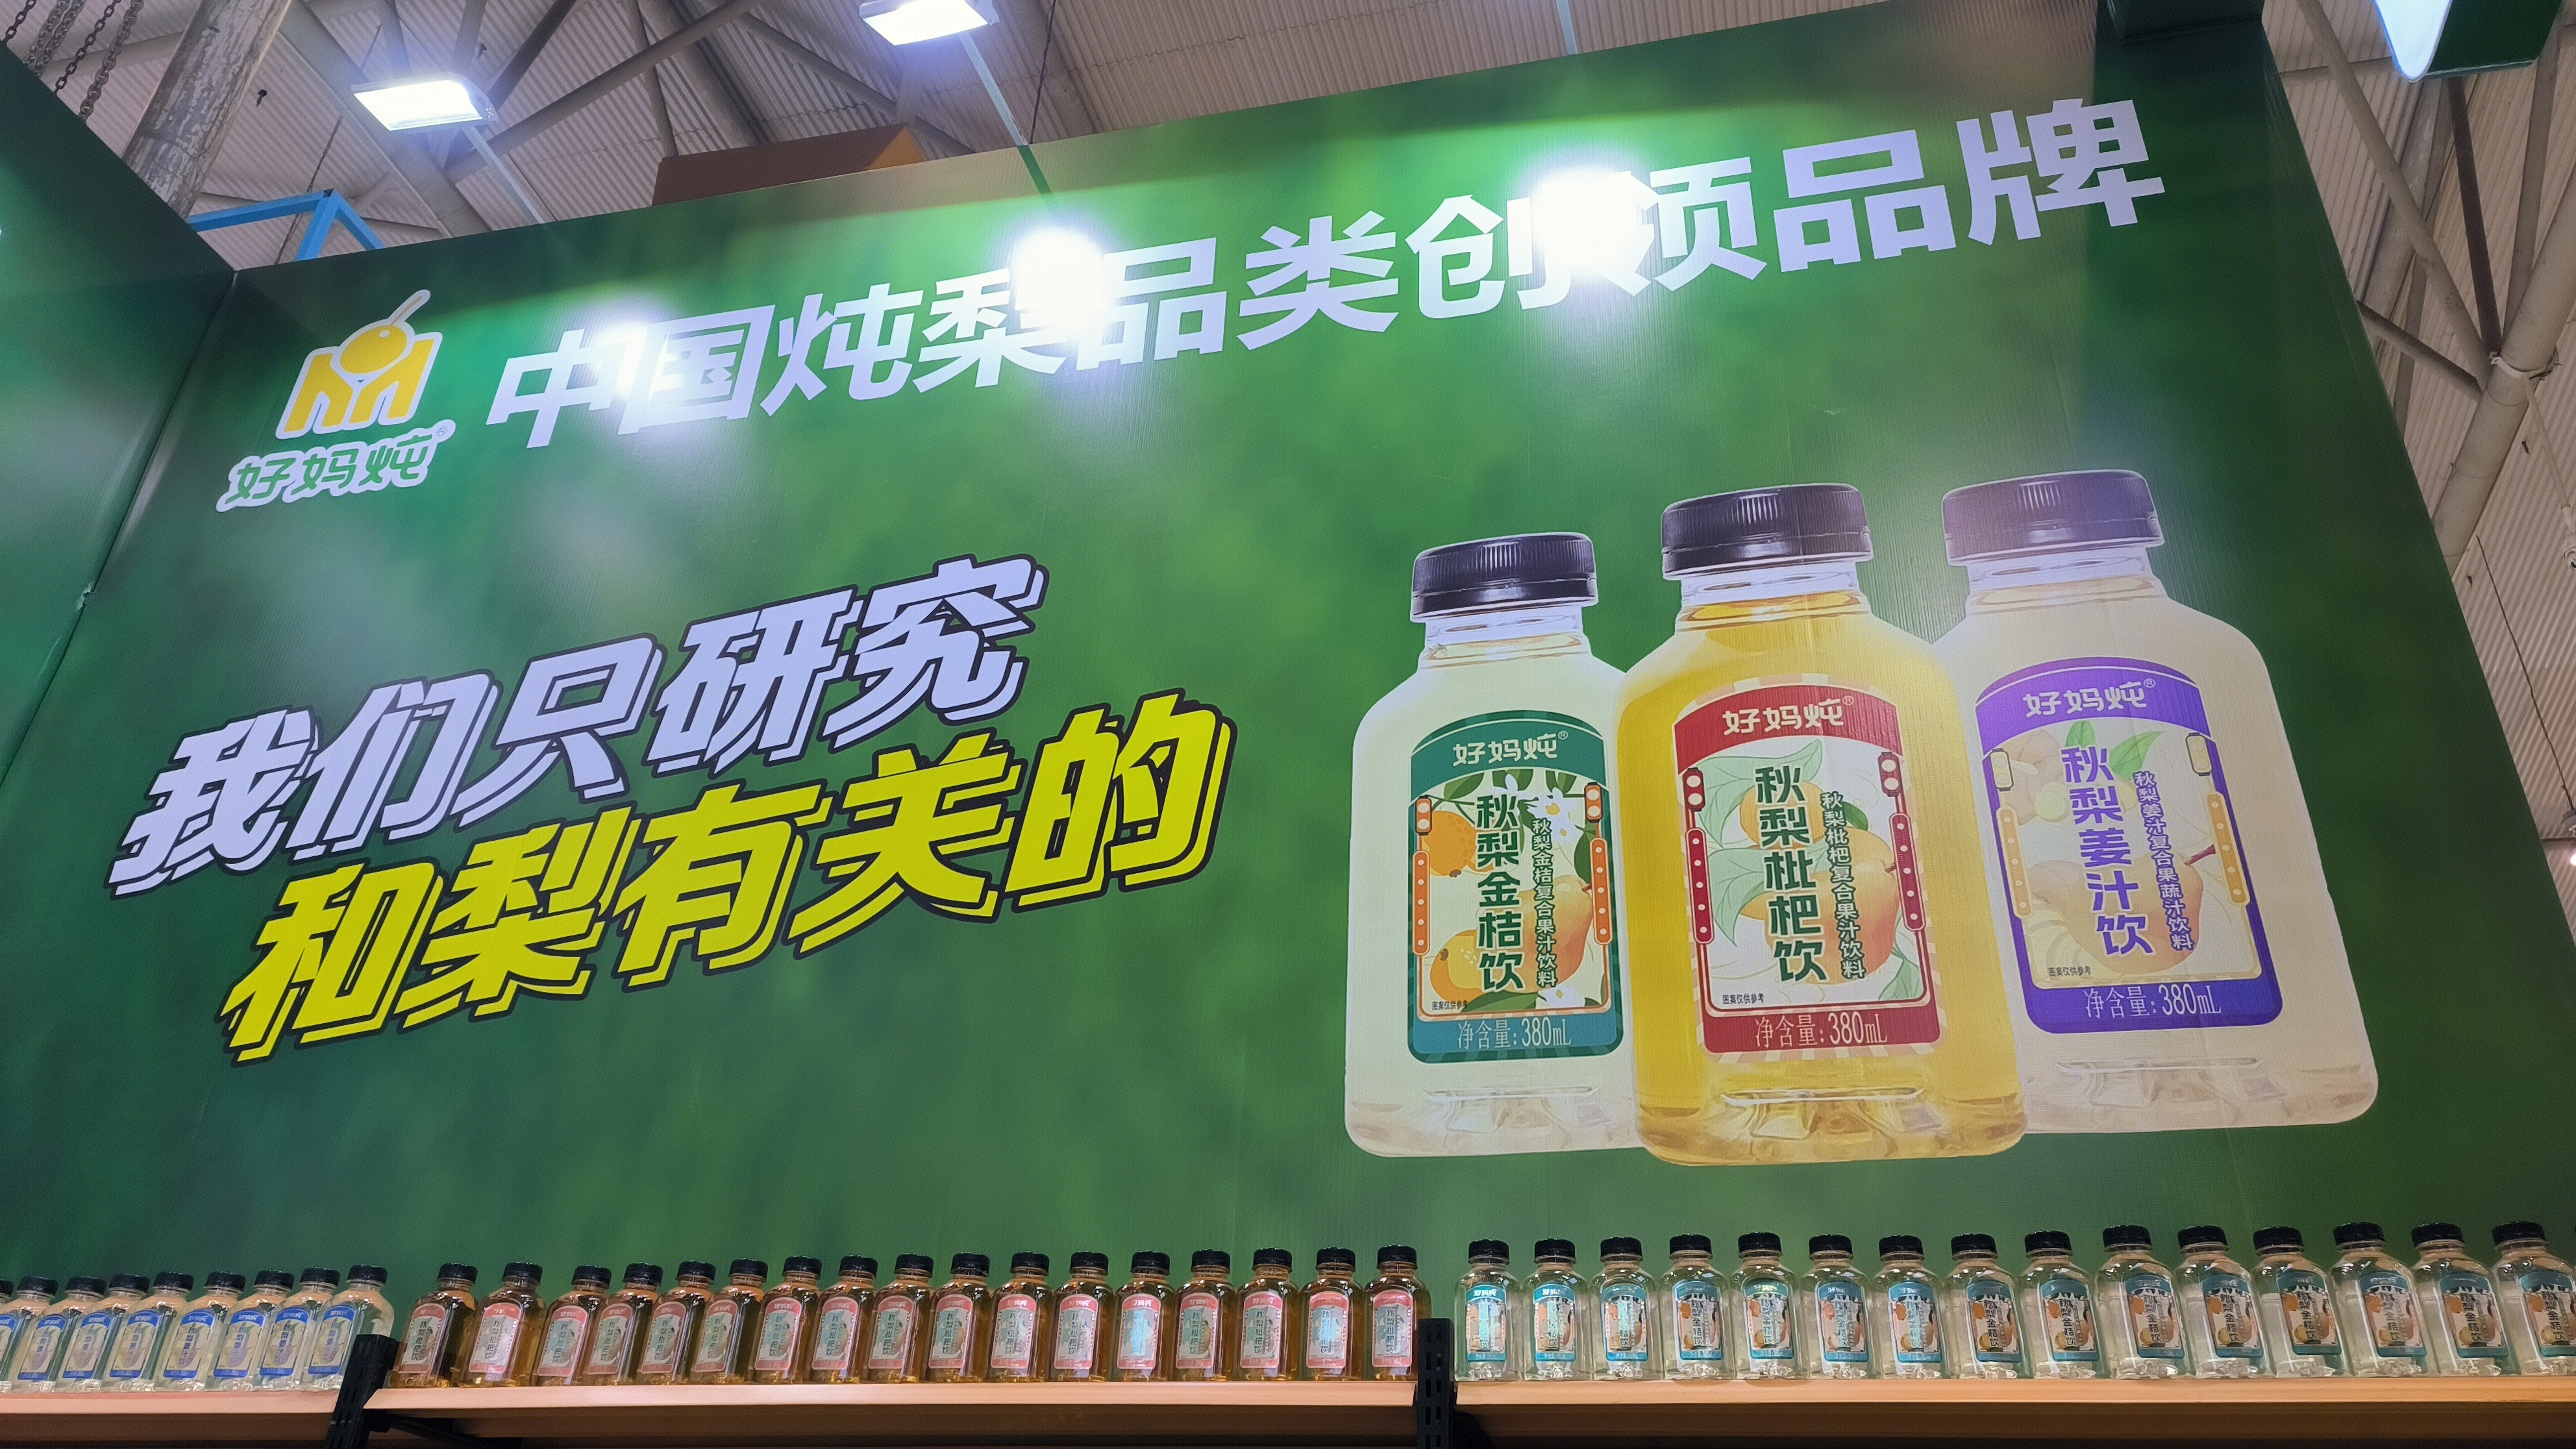 中国炖梨品类创领品牌
好妈炖®
我们只研究
和梨有关的
好妈炖®
秋梨金桔饮
秋梨金桔复合果汁饮料
图案仅供参考
净含量:380mL
好妈炖®
秋梨枇杷饮
秋梨枇杷复合果汁饮料
图案仅供参考
净含量:380mL
好妈炖®
秋梨姜汁饮
秋梨姜汁复合果蔬汁饮料
图案仅供参考
净含量:380mL